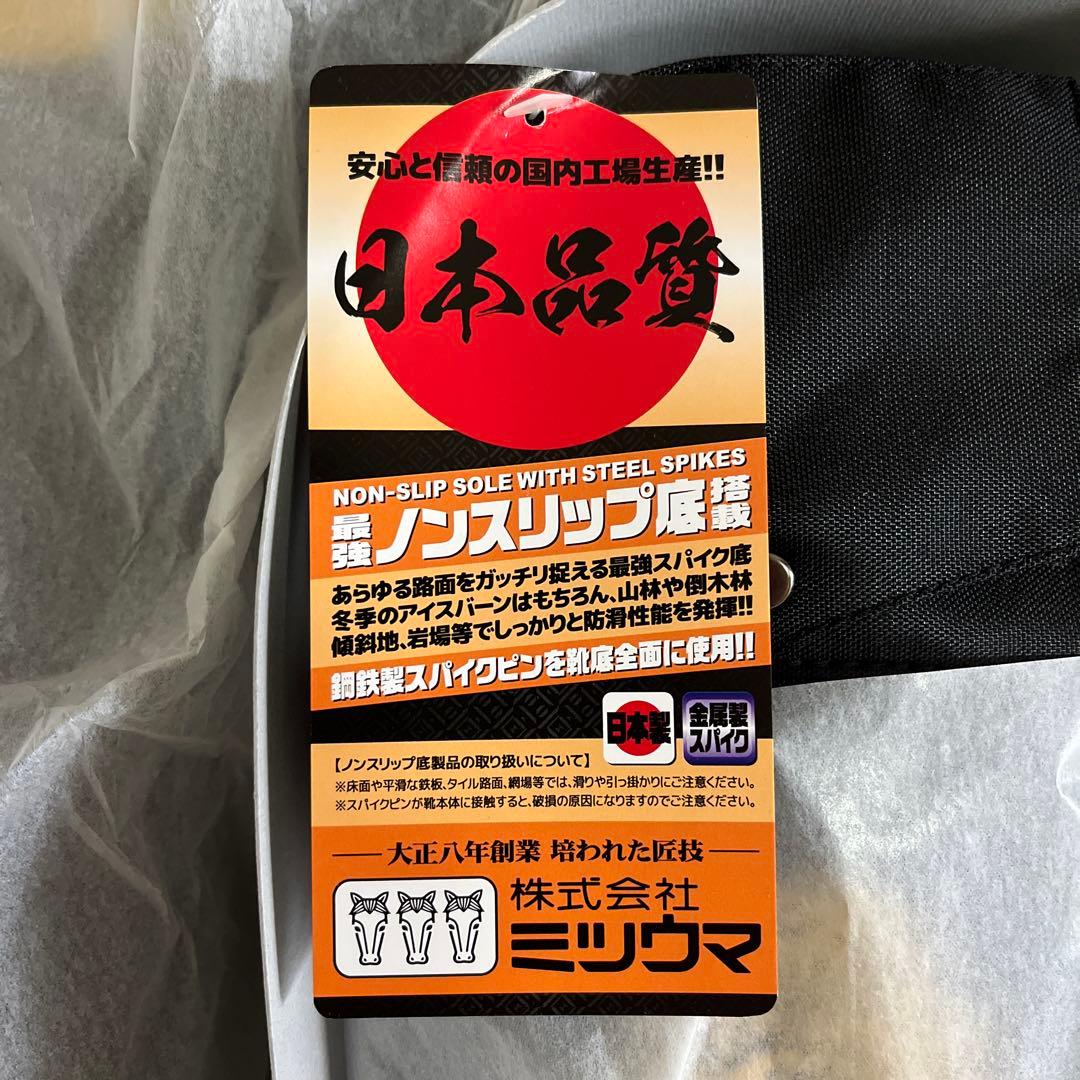 安心と信頼の国内工場生産!!
日本品質
NON-SLIP SOLE WITH STEEL SPIKES
最強ノンスリップ底搭載
あらゆる路面をガッチリ捉える最強スパイク底
冬季のアイスバーンはもちろん、山林や倒木林
傾斜地、岩場等でしっかりと防滑性能を発揮!!
鋼鉄製スパイクピンを靴底全面に使用!!
日本製
金属製
スパイク
【ノンスリップ底製品の取り扱いについて】
※床面や平滑な鉄板、タイル路面、網場等では、滑りや引っ掛かりにご注意ください。
※スパイクピンが靴本体に接触すると、破損の原因になりますのでご注意ください。
大正八年創業 培われた匠技
株式会社
ミツウマ